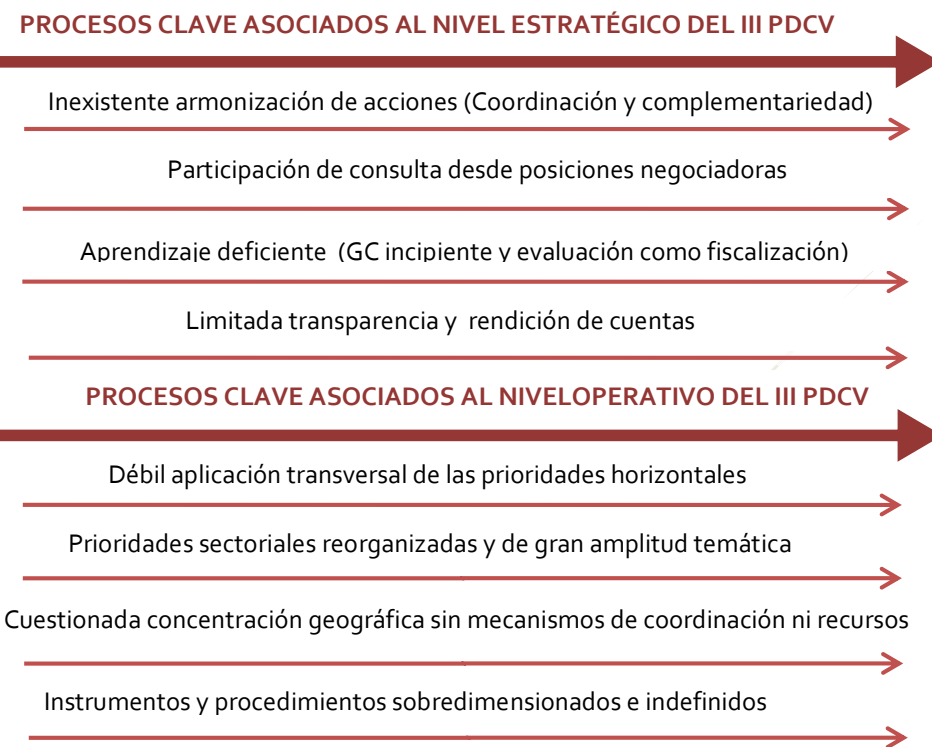 PROCESOS CLAVE ASOCIADOS AL NIVEL ESTRATÉGICO DEL III PDCV
Inexistente armonización de acciones (Coordinación y complementariedad)
Participación de consulta desde posiciones negociadoras
Aprendizaje deficiente (GC incipiente y evaluación como fiscalización)
Limitada transparencia y rendición de cuentas
PROCESOS CLAVE ASOCIADOS AL NIVELOPERATIVO DEL III PDCV
Débil aplicación transversal de las prioridades horizontales
Prioridades sectoriales reorganizadas y de gran amplitud temática
Cuestionada concentración geográfica sin mecanismos de coordinación ni recursos
Instrumentos y procedimientos sobredimensionados e indefinidos